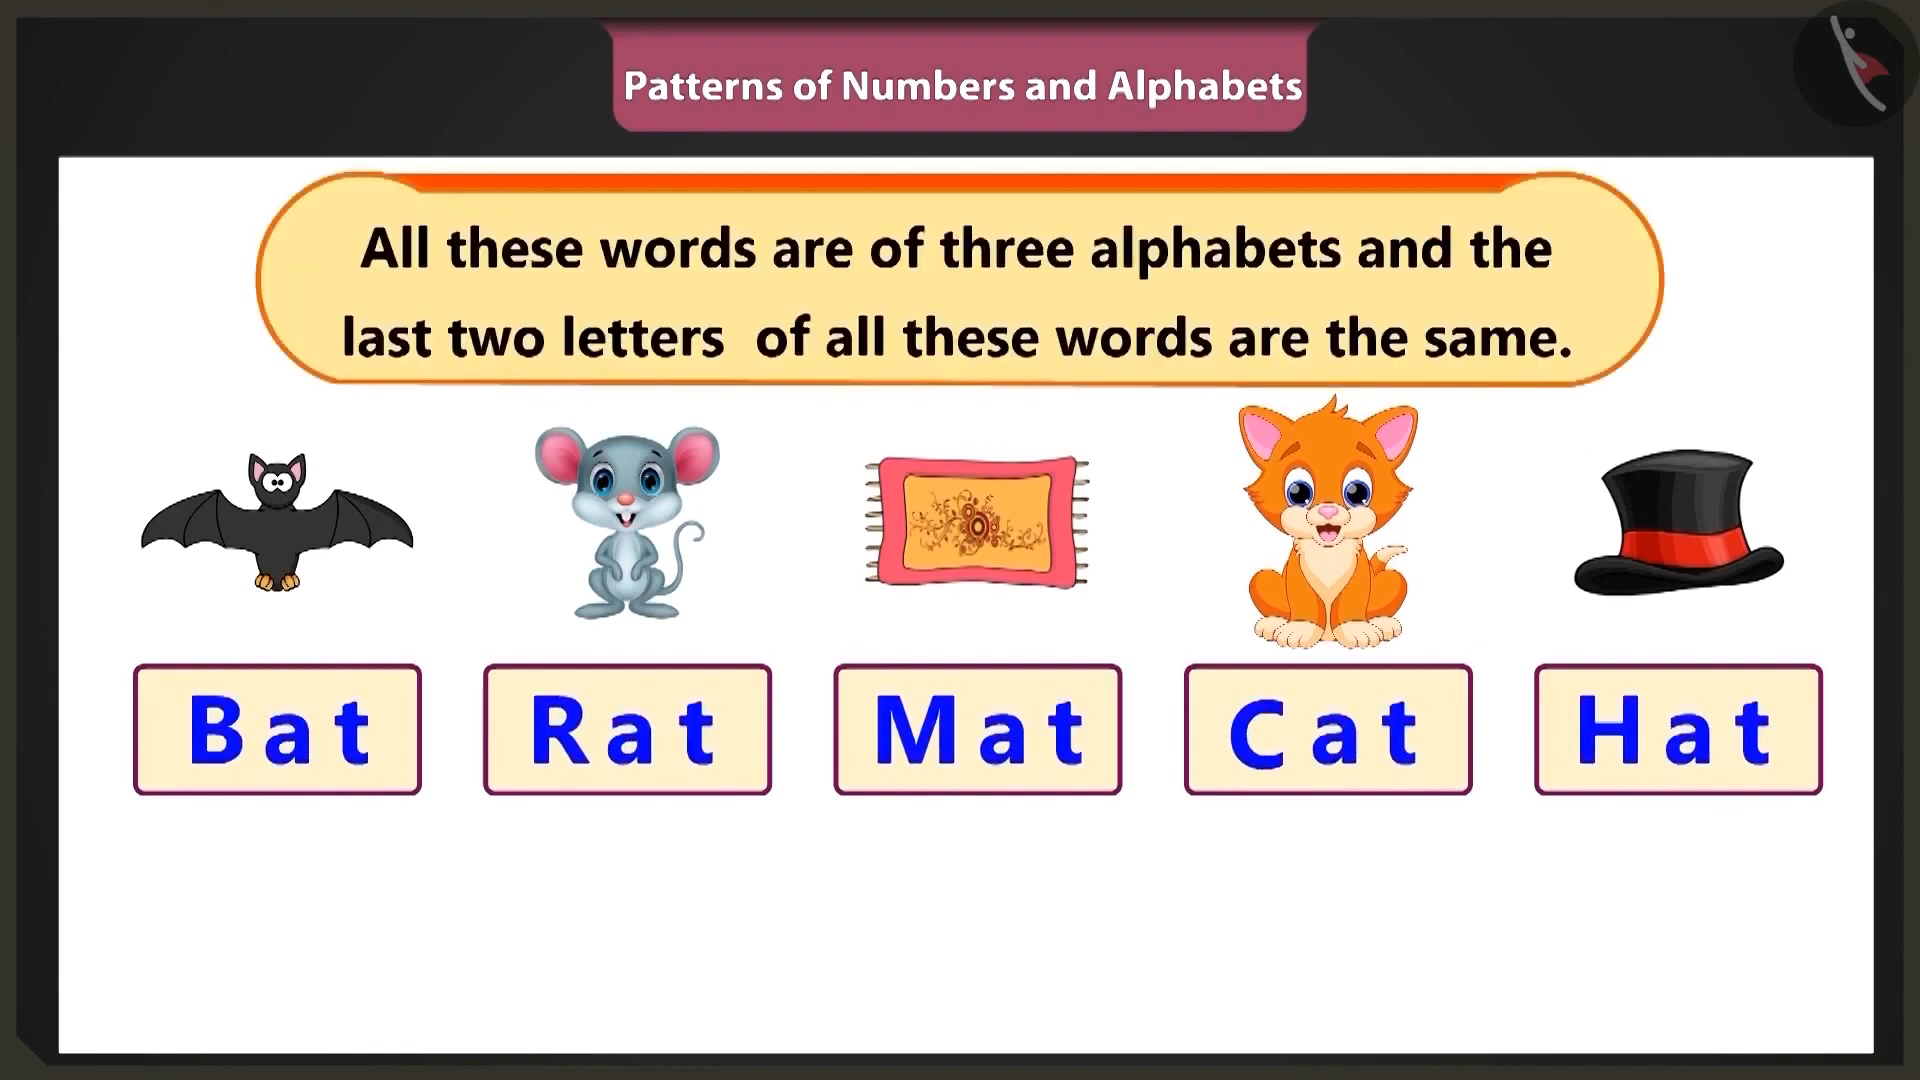 Patterns of Numbers and Alphabets
All these words are of three alphabets and the
last two letters of all these words are the same.
Bat Rat Mat Cat Hat